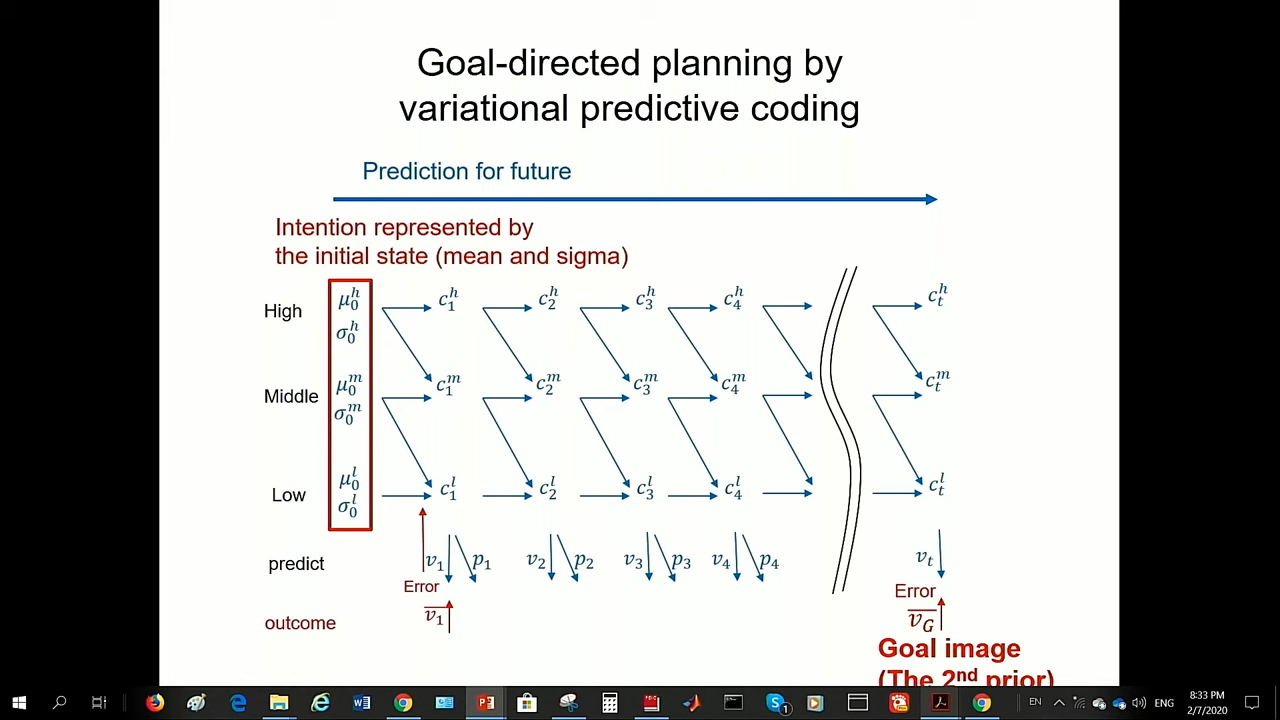 Goal-directed planning by
variational predictive coding
Prediction for future
Intention represented by
the initial state (mean and sigma)
High μ₀ʰ σ₀ʰ c₁ʰ c₂ʰ c₃ʰ c₄ʰ cₜʰ
Middle μ₀ᵐ σ₀ᵐ c₁ᵐ c₂ᵐ c₃ᵐ c₄ᵐ cₜᵐ
Low μ₀ˡ σ₀ˡ c₁ˡ c₂ˡ c₃ˡ c₄ˡ cₜˡ
predict v₁ p₁ v₂ p₂ v₃ p₃ v₄ p₄ vₜ
Error Error
outcome v̅₁ v̅_G
Goal image
(The 2nd prior)
EN ENG 8:33 PM
2/7/2020